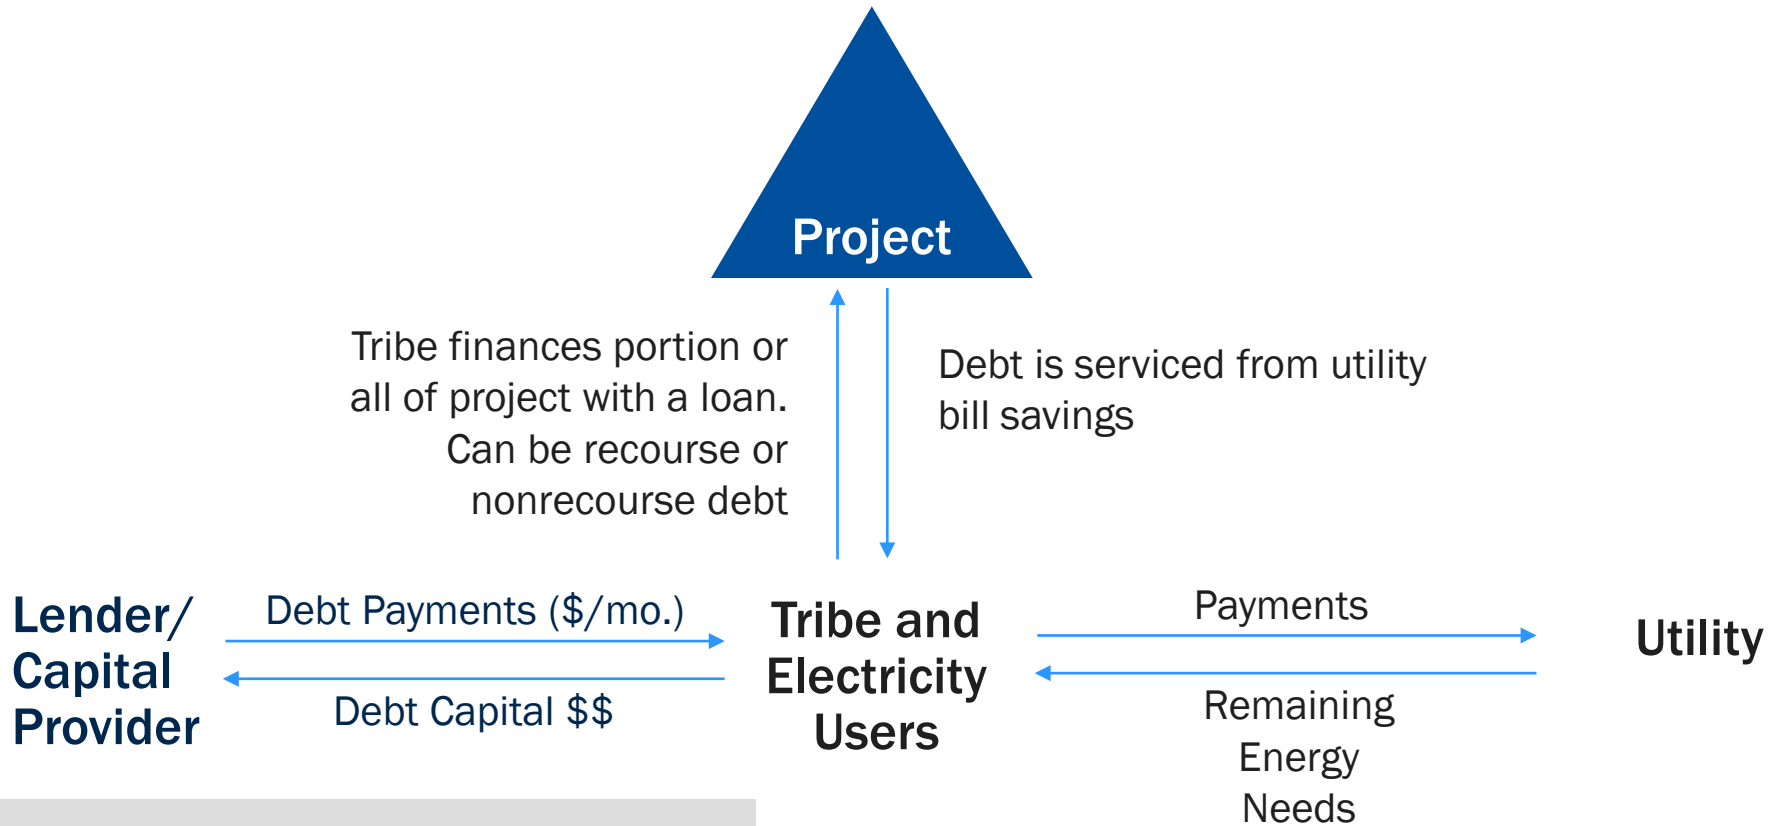 Project
Tribe finances portion or
all of project with a loan.
Can be recourse or
nonrecourse debt
Debt is serviced from utility
bill savings
Lender/
Capital
Provider
Debt Payments ($/mo.)
Debt Capital $$
Tribe and
Electricity
Users
Payments
Remaining
Energy
Needs
Utility